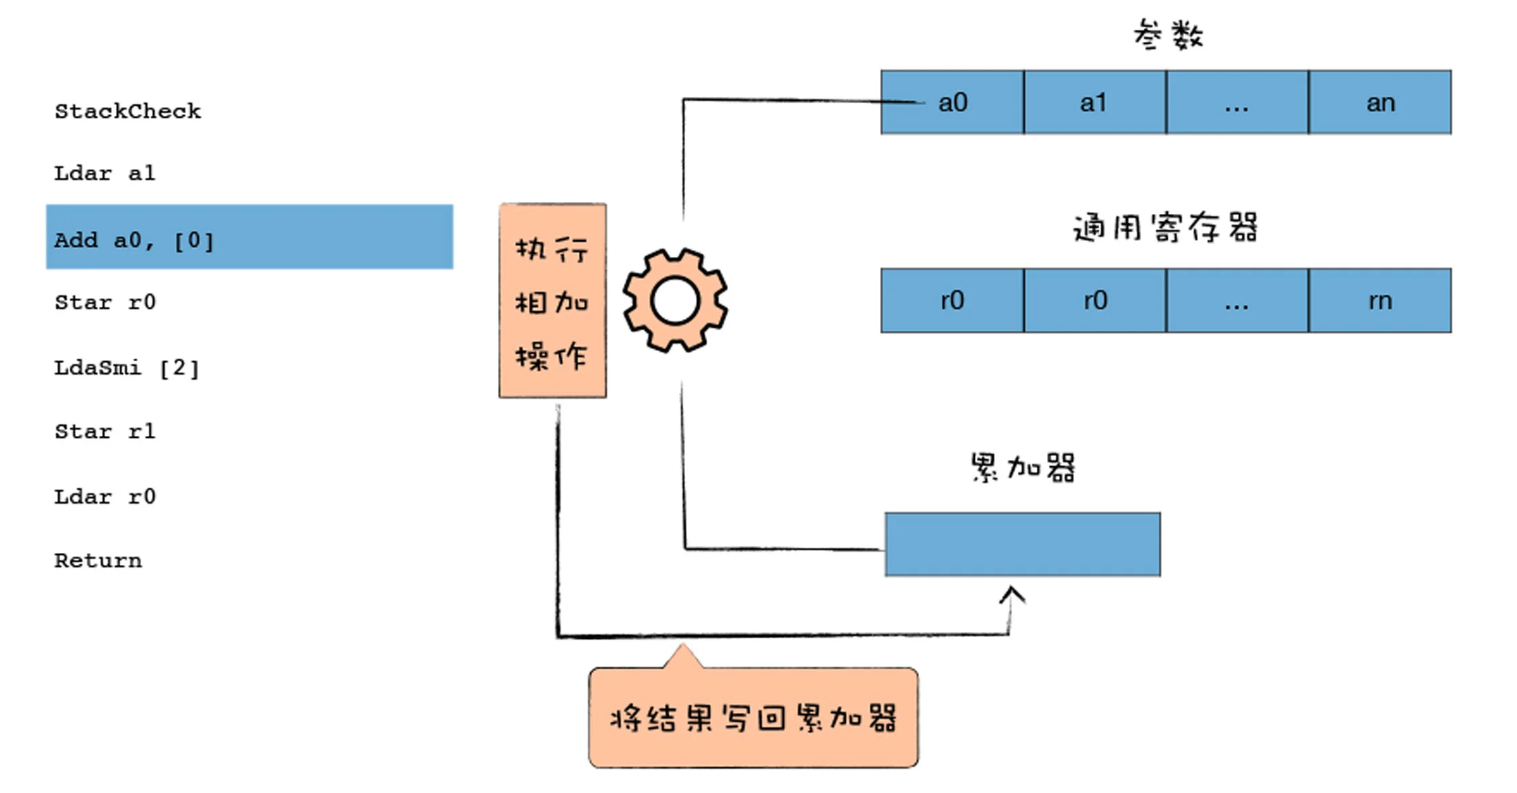 StackCheck
Ldar a1
Add a0, [0]
Star r0
LdaSmi [2]
Star r1
Ldar r0
Return
执行
相加
操作
参数
a0 a1 ... an
通用寄存器
r0 r0 ... rn
累加器
将结果写回累加器